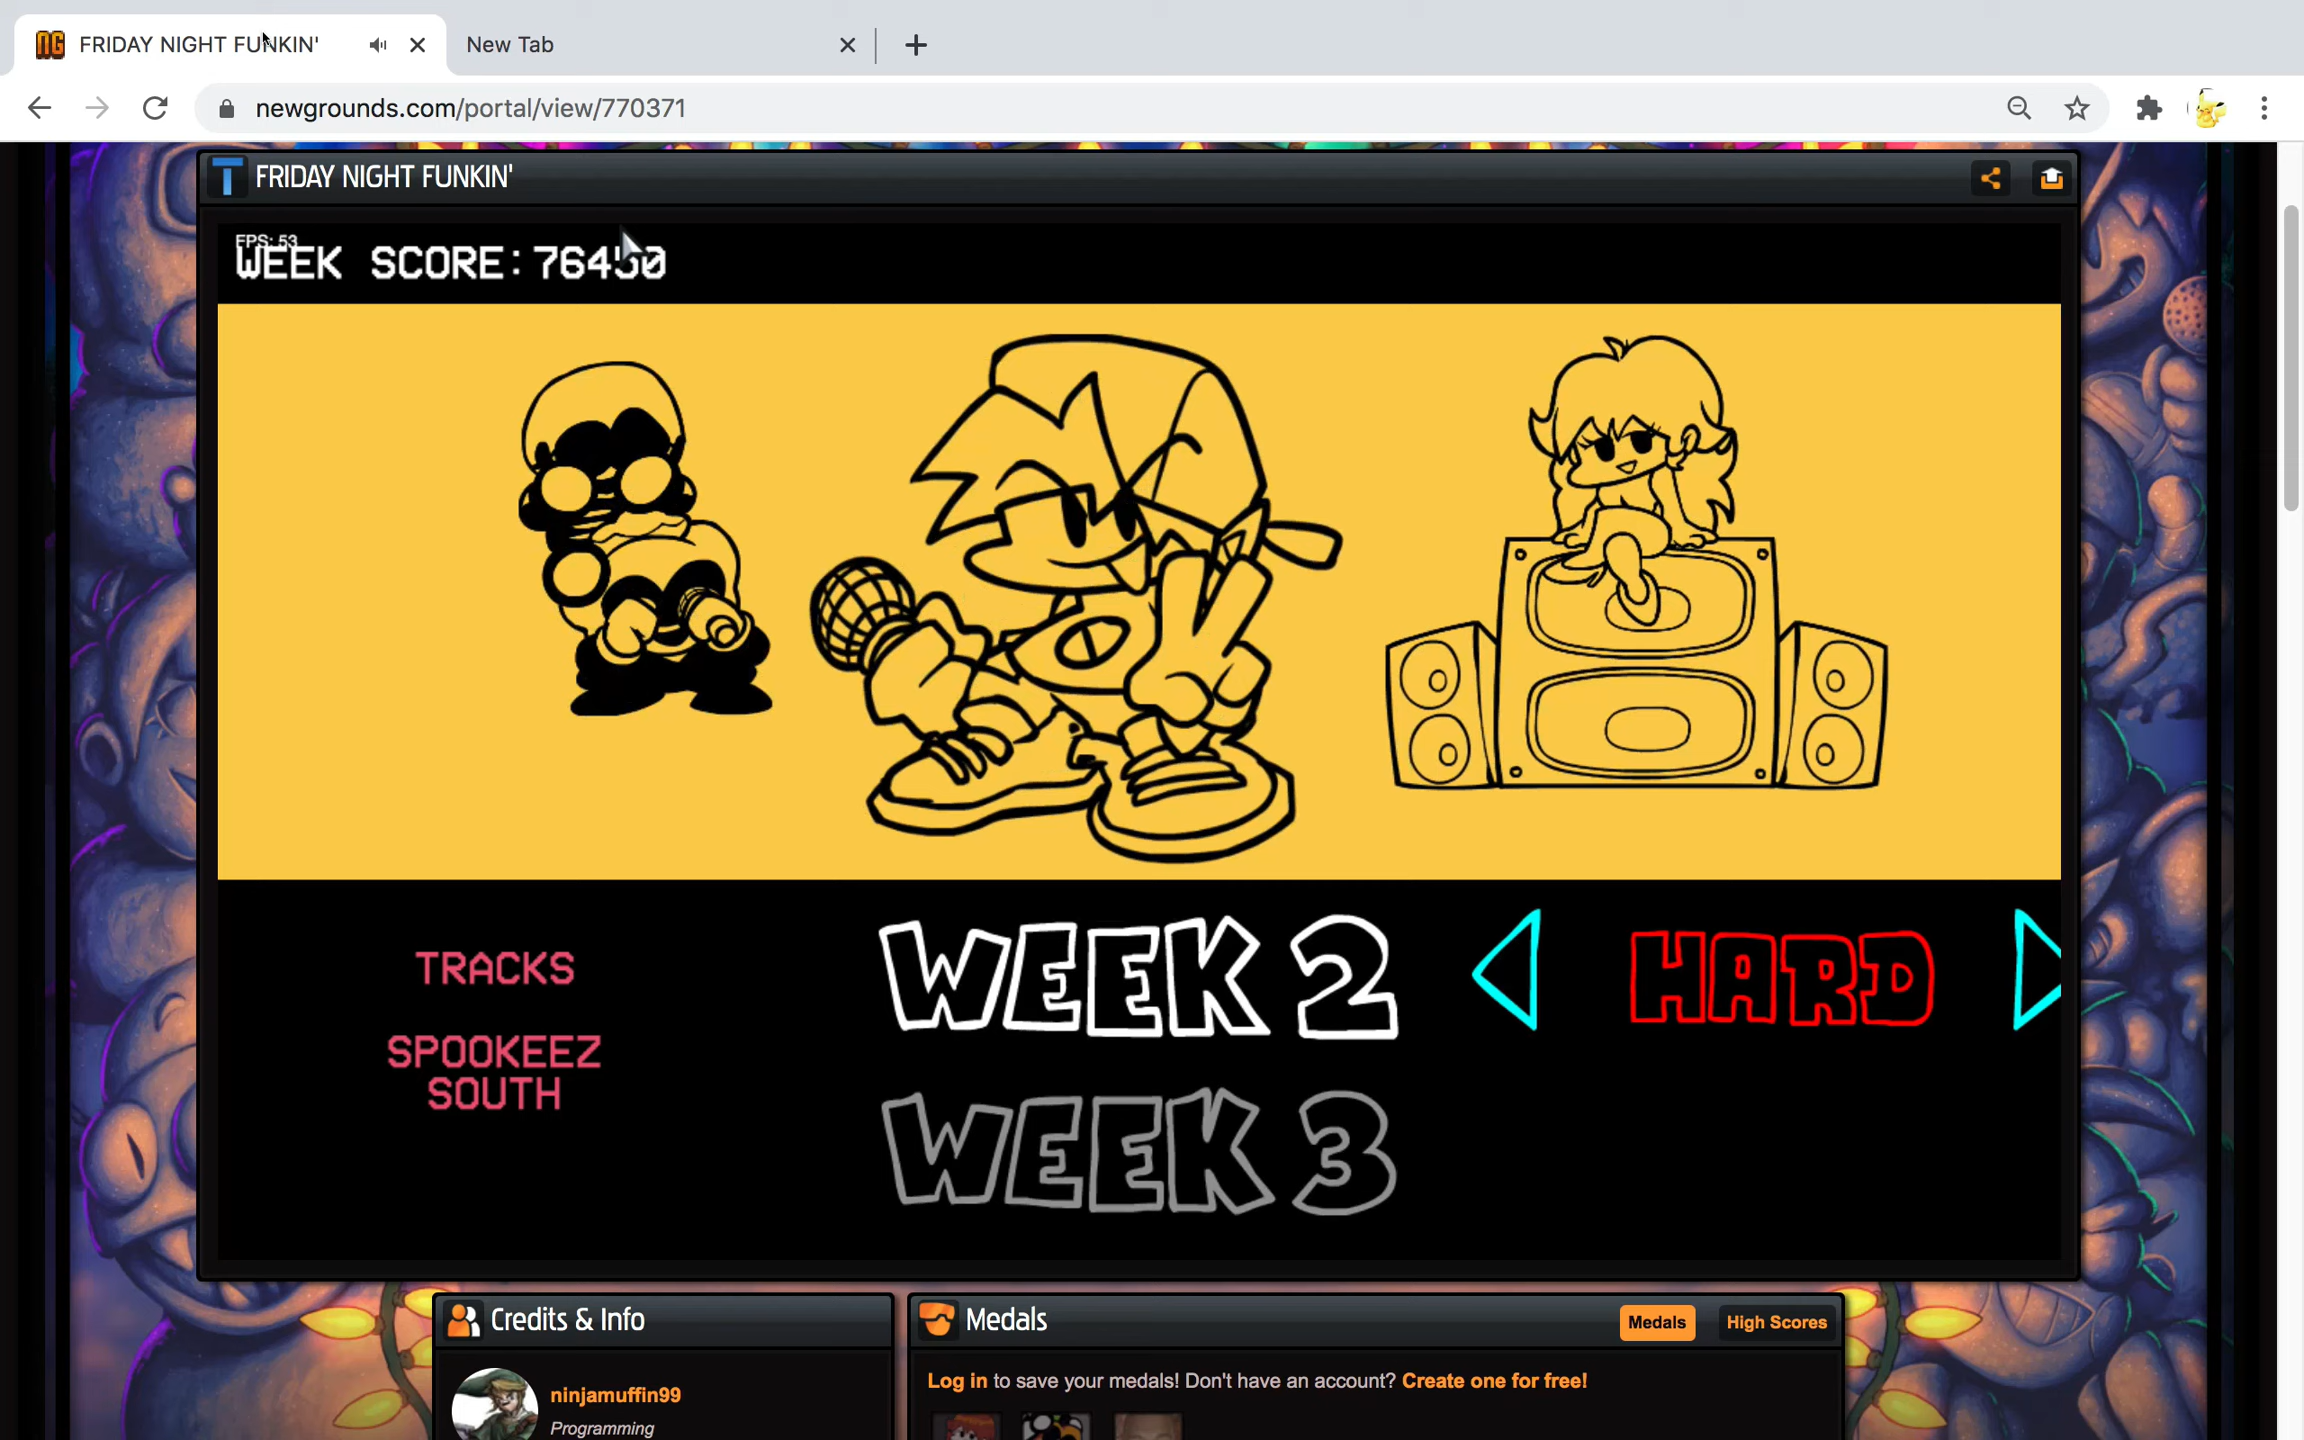 FRIDAY NIGHT FUNKIN'
New Tab
newgrounds.com/portal/view/770371
FRIDAY NIGHT FUNKIN'
FPS: 53
WEEK SCORE:76450
TRACKS
SPOOKEEZ
SOUTH
WEEK 2
HARD
WEEK 3
Credits & Info
ninjamuffin99
Programming
Medals
Medals
High Scores
Log in to save your medals! Don't have an account? Create one for free!